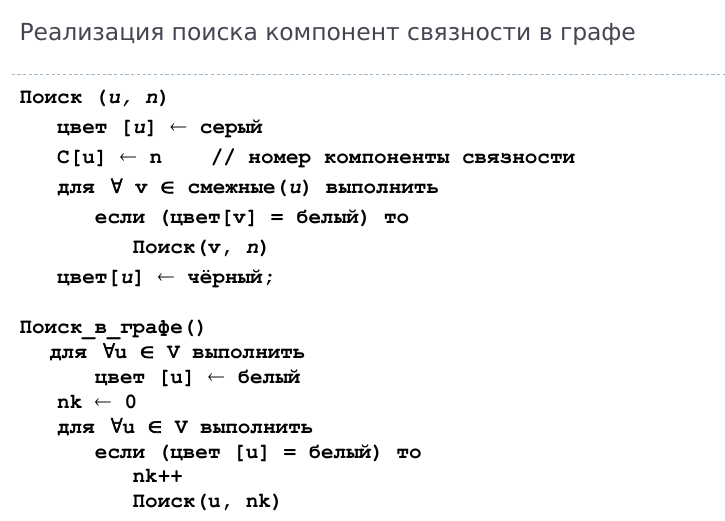 Реализация поиска компонент связности в графе
Поиск (u, n)
цвет [u] ← серый
C[u] ← n // номер компоненты связности
для ∀ v ∈ смежные(u) выполнить
если (цвет[v] = белый) то
Поиск(v, n)
цвет[u] ← чёрный;
Поиск_в_графе()
для ∀u ∈ V выполнить
цвет [u] ← белый
nk ← 0
для ∀u ∈ V выполнить
если (цвет [u] = белый) то
nk++
Поиск(u, nk)